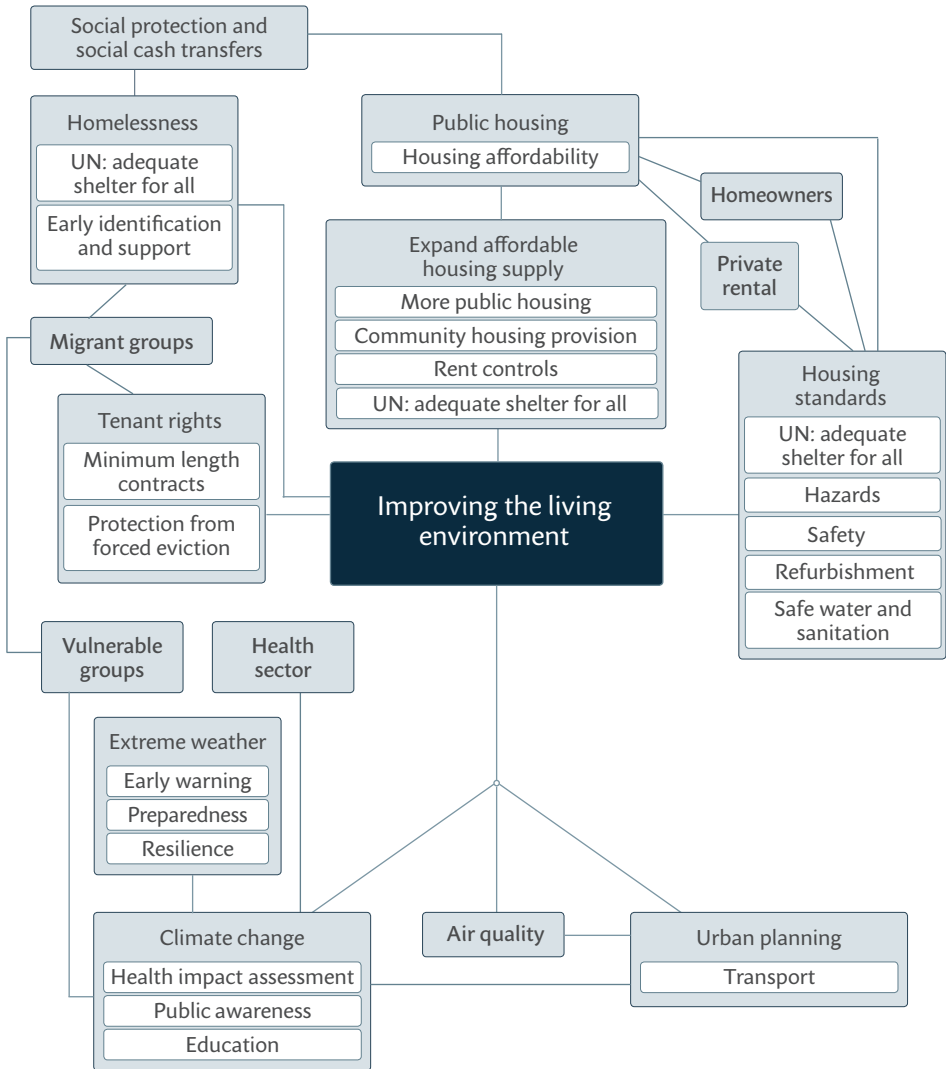 Social protection and
social cash transfers
Homelessness
UN: adequate
shelter for all
Early identification
and support
Public housing
Housing affordability
Homeowners
Private
rental
Expand affordable
housing supply
More public housing
Community housing provision
Rent controls
UN: adequate shelter for all
Migrant groups
Tenant rights
Minimum length
contracts
Protection from
forced eviction
Improving the living
environment
Housing
standards
UN: adequate
shelter for all
Hazards
Safety
Refurbishment
Safe water and
sanitation
Vulnerable
groups
Health
sector
Extreme weather
Early warning
Preparedness
Resilience
Climate change
Health impact assessment
Public awareness
Education
Air quality
Urban planning
Transport